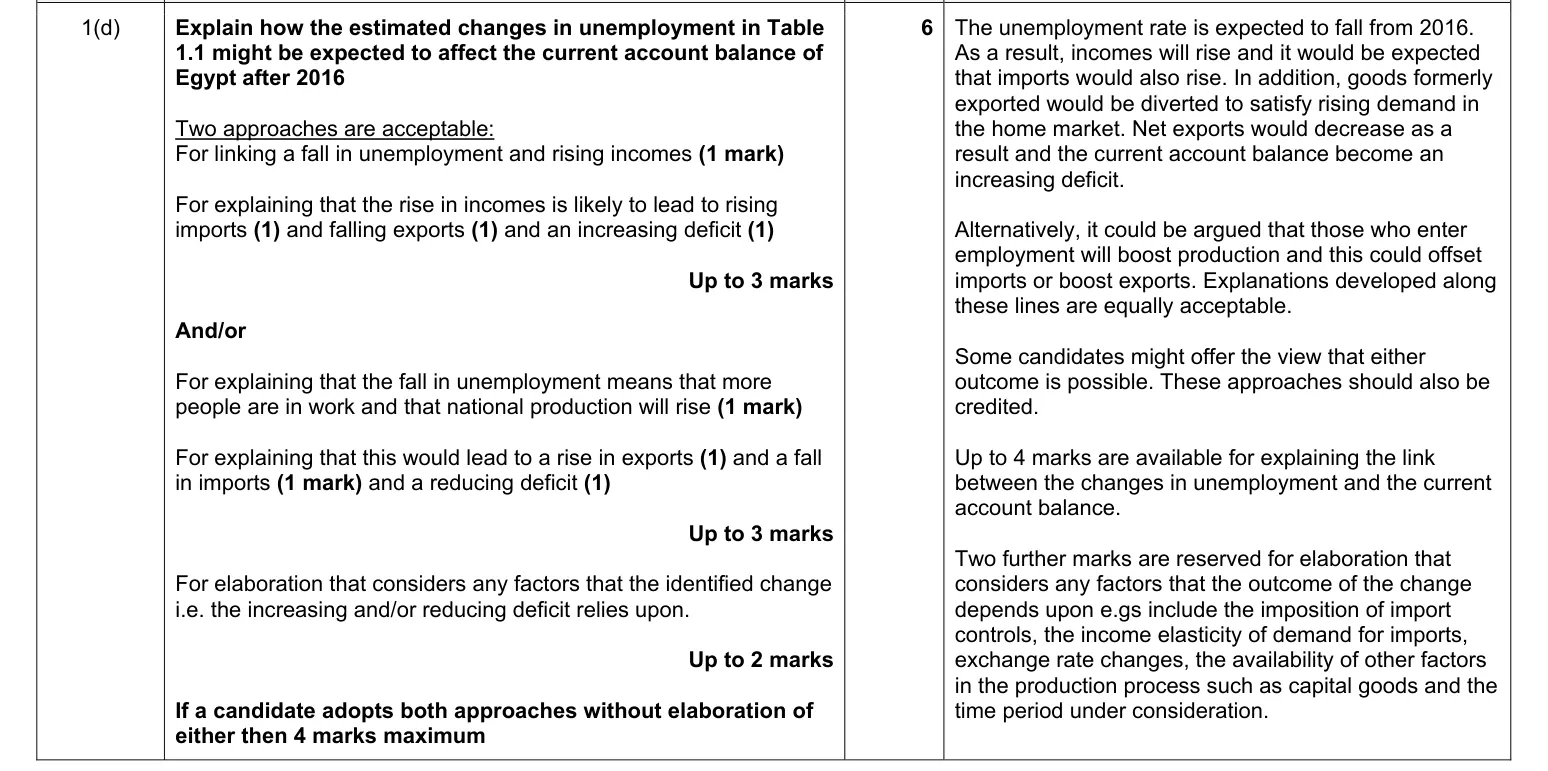 1(d)
Explain how the estimated changes in unemployment in Table
1.1 might be expected to affect the current account balance of
Egypt after 2016
Two approaches are acceptable:
For linking a fall in unemployment and rising incomes (1 mark)
For explaining that the rise in incomes is likely to lead to rising
imports (1) and falling exports (1) and an increasing deficit (1)
Up to 3 marks
And/or
For explaining that the fall in unemployment means that more
people are in work and that national production will rise (1 mark)
For explaining that this would lead to a rise in exports (1) and a fall
in imports (1 mark) and a reducing deficit (1)
Up to 3 marks
For elaboration that considers any factors that the identified change
i.e. the increasing and/or reducing deficit relies upon.
Up to 2 marks
If a candidate adopts both approaches without elaboration of
either then 4 marks maximum
6
The unemployment rate is expected to fall from 2016.
As a result, incomes will rise and it would be expected
that imports would also rise. In addition, goods formerly
exported would be diverted to satisfy rising demand in
the home market. Net exports would decrease as a
result and the current account balance become an
increasing deficit.
Alternatively, it could be argued that those who enter
employment will boost production and this could offset
imports or boost exports. Explanations developed along
these lines are equally acceptable.
Some candidates might offer the view that either
outcome is possible. These approaches should also be
credited.
Up to 4 marks are available for explaining the link
between the changes in unemployment and the current
account balance.
Two further marks are reserved for elaboration that
considers any factors that the outcome of the change
depends upon e.gs include the imposition of import
controls, the income elasticity of demand for imports,
exchange rate changes, the availability of other factors
in the production process such as capital goods and the
time period under consideration.